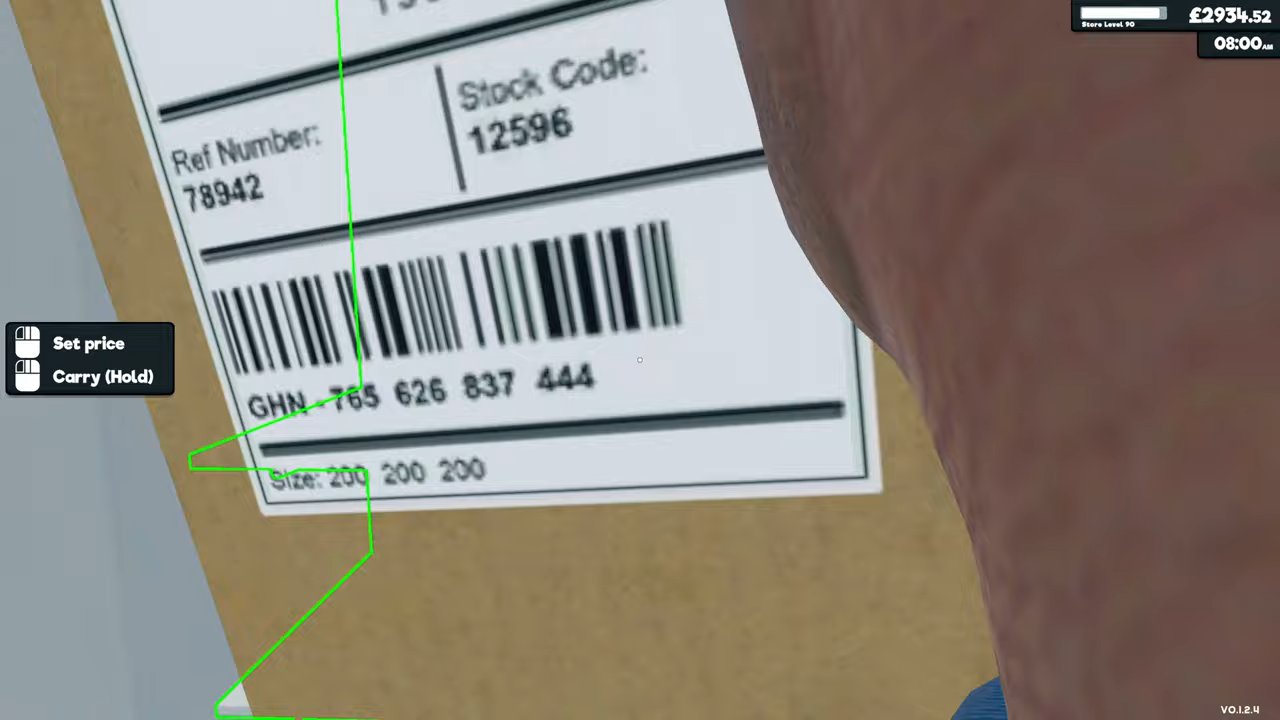 Store Level 90
£2934.52
08:00AM
Stock Code:
12596
Ref Number:
78942
GHN - 765 626 837 444
Size: 200 200 200
Set price
Carry (Hold)
V0.1.2.4